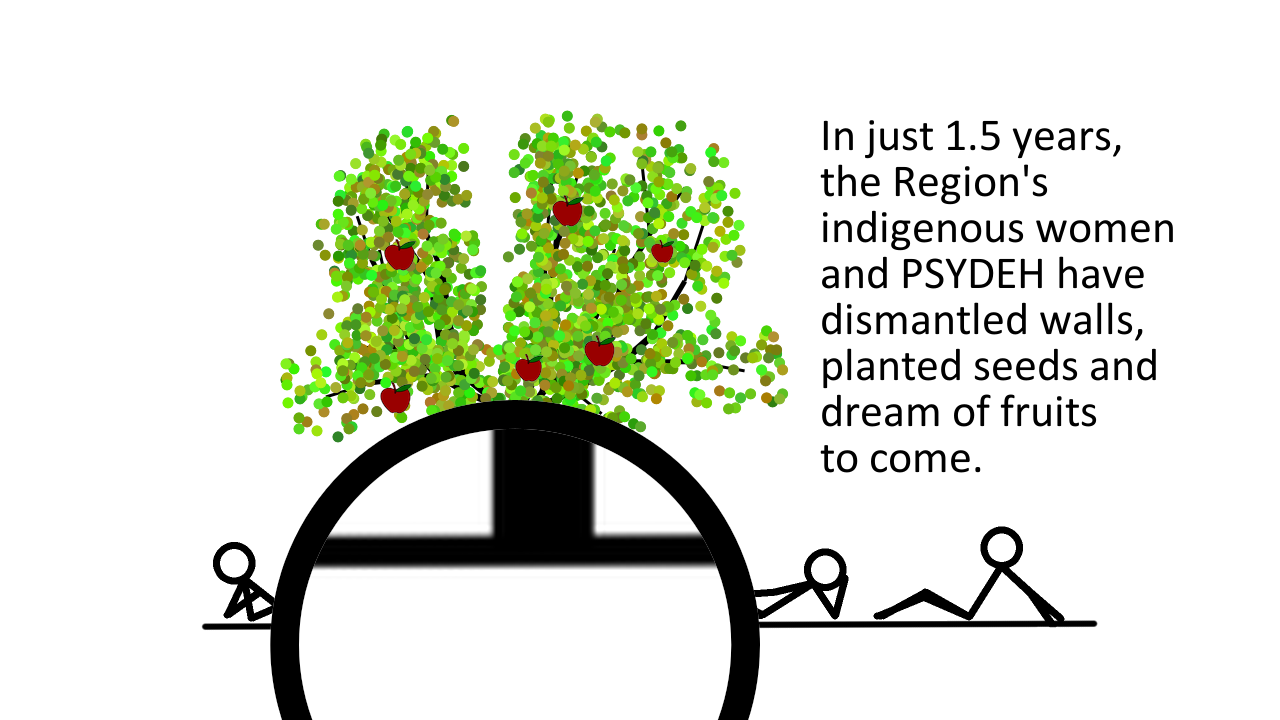 In just 1.5 years,
the Region's
indigenous women
and PSYDEH have
dismantled walls,
planted seeds and
dream of fruits
to come.